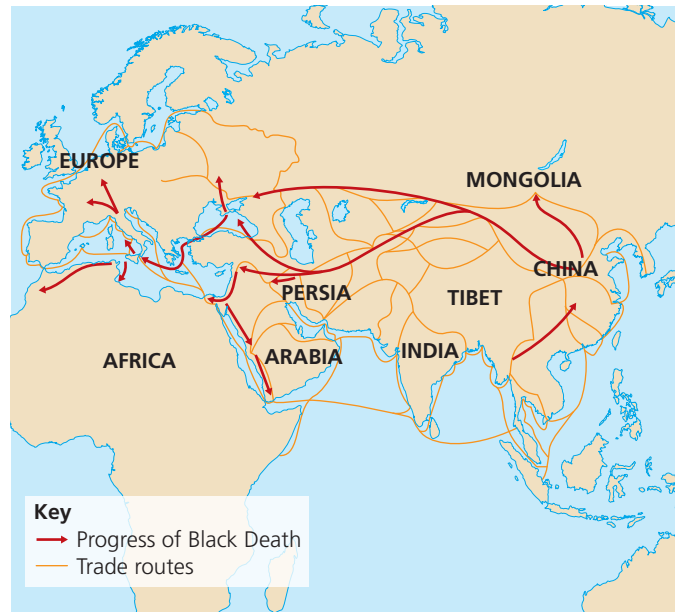 EUROPE
MONGOLIA
CHINA
PERSIA
TIBET
AFRICA
ARABIA
INDIA
Key
Progress of Black Death
Trade routes